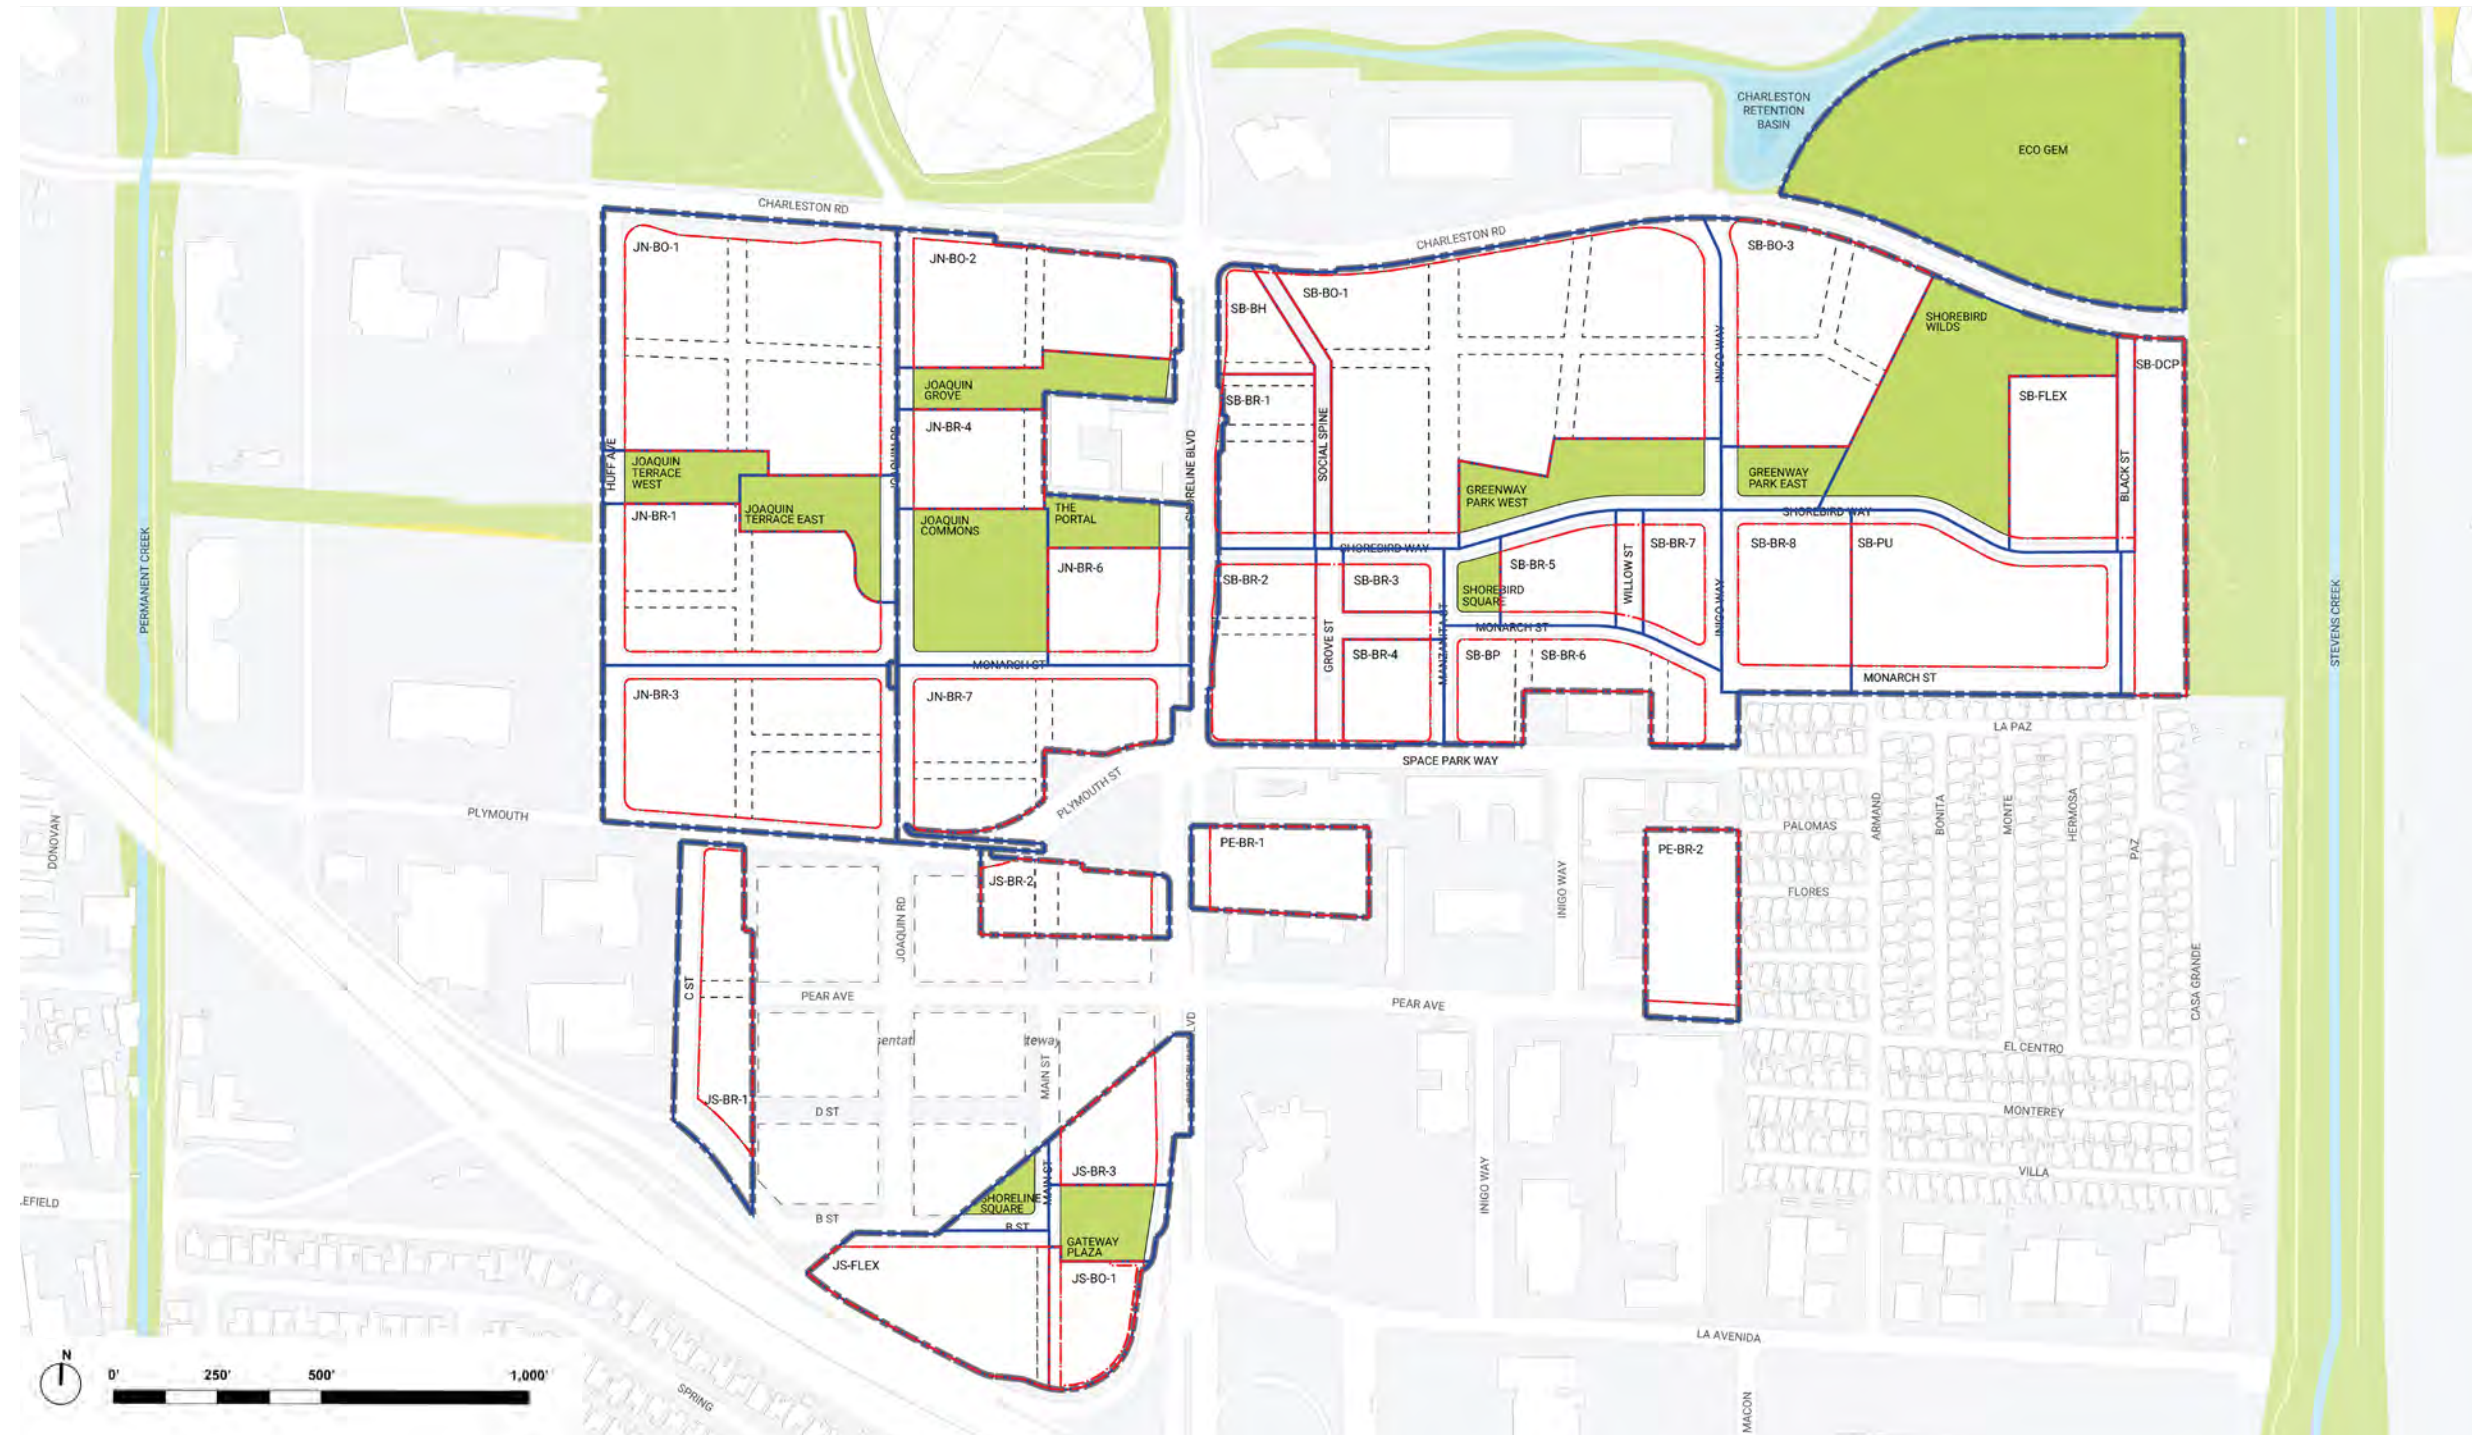 CHARLESTON
RETENTION
BASIN
ECO GEM
CHARLESTON RD
CHARLESTON RD
JN-BO-1
JN-BO-2
SB-BH
SB-BO-1
SB-BO-3
SHOREBIRD
WILDS
INIGO WAY
SB-DCP
JOAQUIN
GROVE
SB-BR-1
SB-FLEX
JN-BR-4
SOCIAL SPINE
HUFF AVE
JOAQUIN RD
SHORELINE BLVD
BLACK ST
JOAQUIN
TERRACE
WEST
GREENWAY
PARK WEST
GREENWAY
PARK EAST
JN-BR-1
JOAQUIN
TERRACE EAST
JOAQUIN
COMMONS
THE
PORTAL
SHOREBIRD WAY
SHOREBIRD WAY
PERMANENT CREEK
JN-BR-6
SB-BR-2
SB-BR-3
SHOREBIRD
SQUARE
SB-BR-5
WILLOW ST
SB-BR-7
INIGO WAY
SB-BR-8
SB-PU
STEVENS CREEK
MONARCH ST
GROVE ST
SB-BR-4
MANZANITA ST
MONARCH ST
SB-BP
SB-BR-6
MONARCH ST
JN-BR-3
JN-BR-7
LA PAZ
SPACE PARK WAY
PLYMOUTH ST
PLYMOUTH
DONOVAN
PALOMAS
ARMAND
BONITA
MONTE
HERMOSA
PAZ
PE-BR-1
PE-BR-2
JS-BR-2
INIGO WAY
FLORES
JOAQUIN RD
C ST
PEAR AVE
PEAR AVE
CASA GRANDE
sentat
teway
LVD
MAIN ST
EL CENTRO
JS-BR-1
D ST
MONTEREY
SHORELINE
SQUARE
MAIN ST
JS-BR-3
INIGO WAY
VILLA
LEFIELD
B ST
B ST
GATEWAY
PLAZA
JS-FLEX
JS-BO-1
LA AVENIDA
N
0' 250' 500' 1,000'
SPRING
MACON